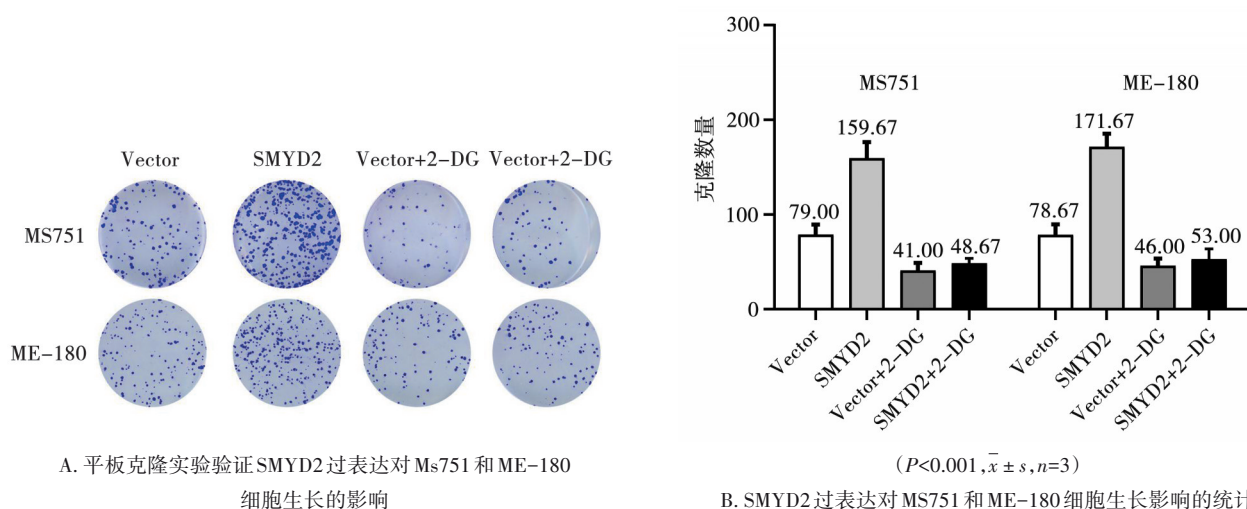 Vector SMYD2 Vector+2-DG Vector+2-DG
MS751
ME-180
A. 平板克隆实验验证SMYD2过表达对Ms751和ME-180
细胞生长的影响
300
200
100
0
克隆数量
MS751 ME-180
79.00 159.67 41.00 48.67 78.67 171.67 46.00 53.00
Vector SMYD2 Vector+2-DG SMYD2+2-DG Vector SMYD2 Vector+2-DG SMYD2+2-DG
(P<0.001, x̄ ± s, n=3)
B. SMYD2过表达对MS751和ME-180细胞生长影响的统计